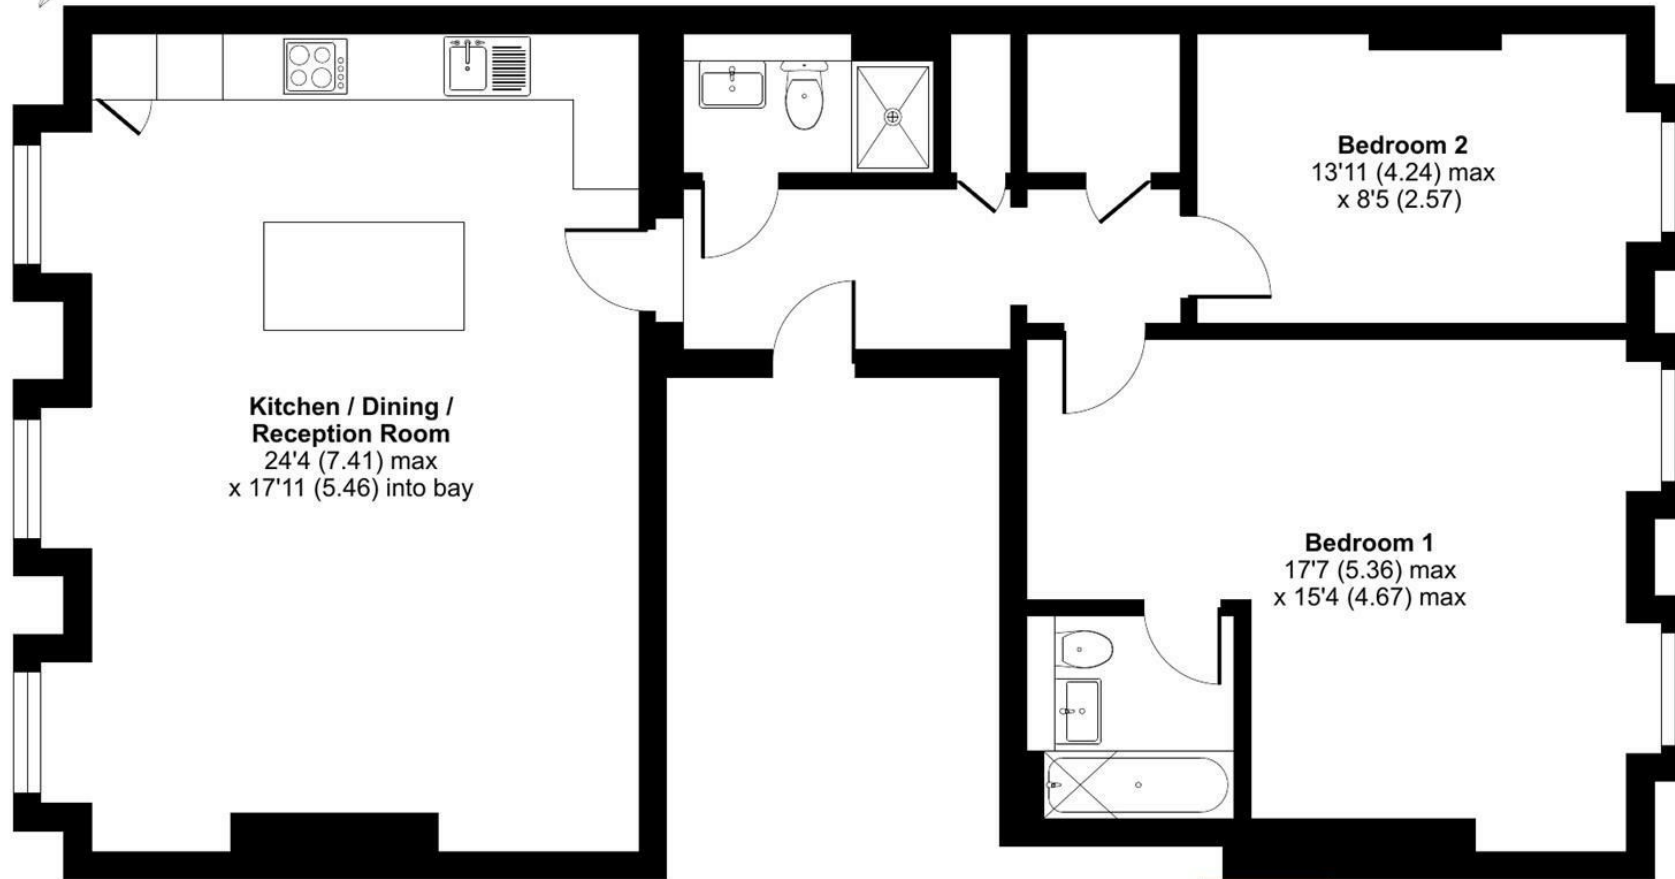 Bedroom 2
13'11 (4.24) max
x 8'5 (2.57)
Kitchen / Dining /
Reception Room
24'4 (7.41) max
x 17'11 (5.46) into bay
Bedroom 1
17'7 (5.36) max
x 15'4 (4.67) max